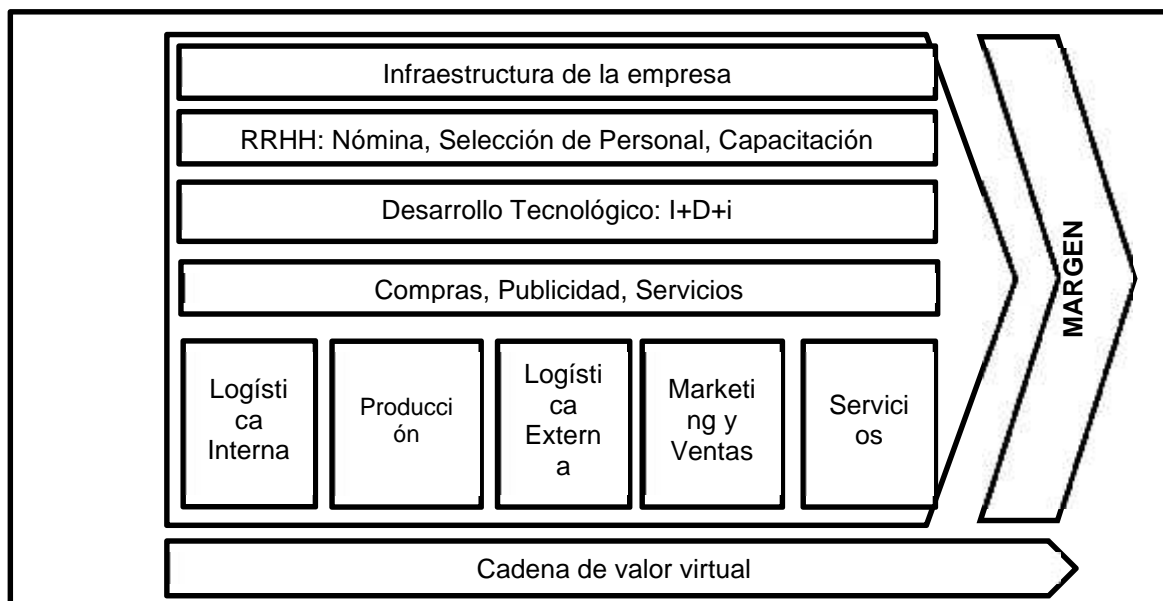 Infraestructura de la empresa
RRHH: Nómina, Selección de Personal, Capacitación
Desarrollo Tecnológico: I+D+i
Compras, Publicidad, Servicios
Logísti
ca
Interna
Producci
ón
Logísti
ca
Extern
a
Marketi
ng y
Ventas
Servici
os
MARGEN
Cadena de valor virtual